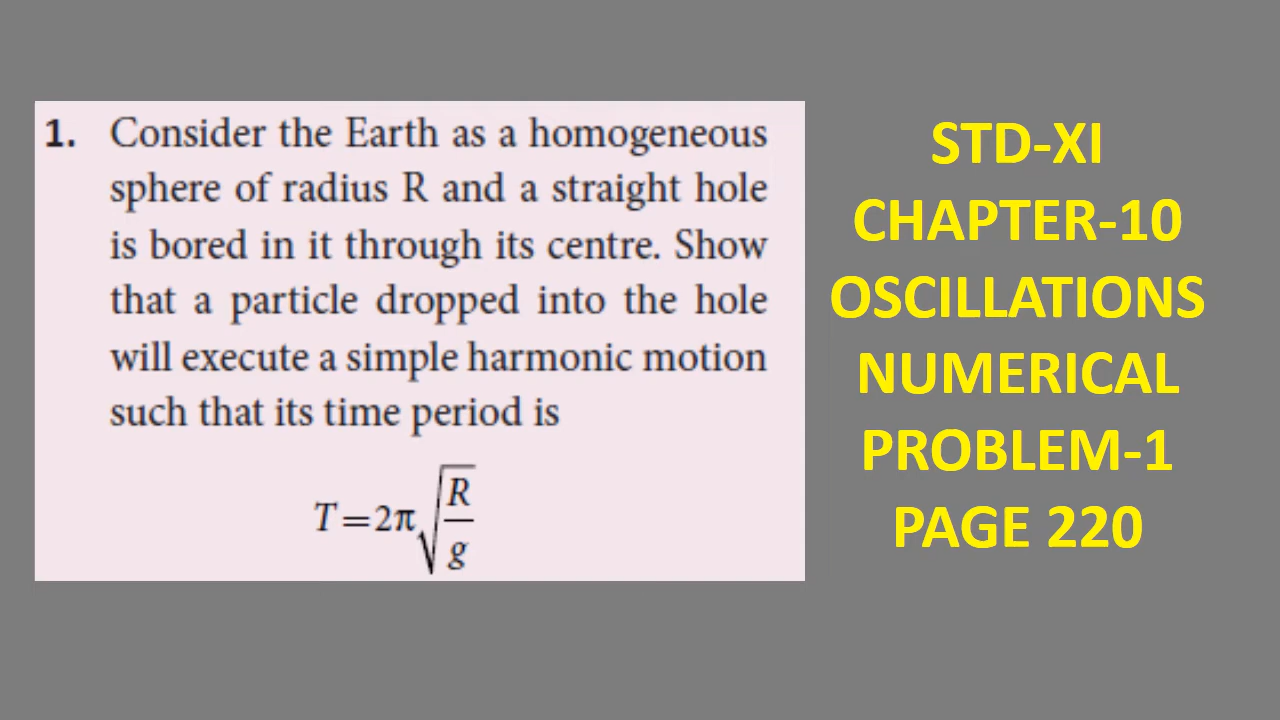 1. Consider the Earth as a homogeneous
sphere of radius R and a straight hole
is bored in it through its centre. Show
that a particle dropped into the hole
will execute a simple harmonic motion
such that its time period is
T=2π√(R/g)
STD-XI
CHAPTER-10
OSCILLATIONS
NUMERICAL
PROBLEM-1
PAGE 220